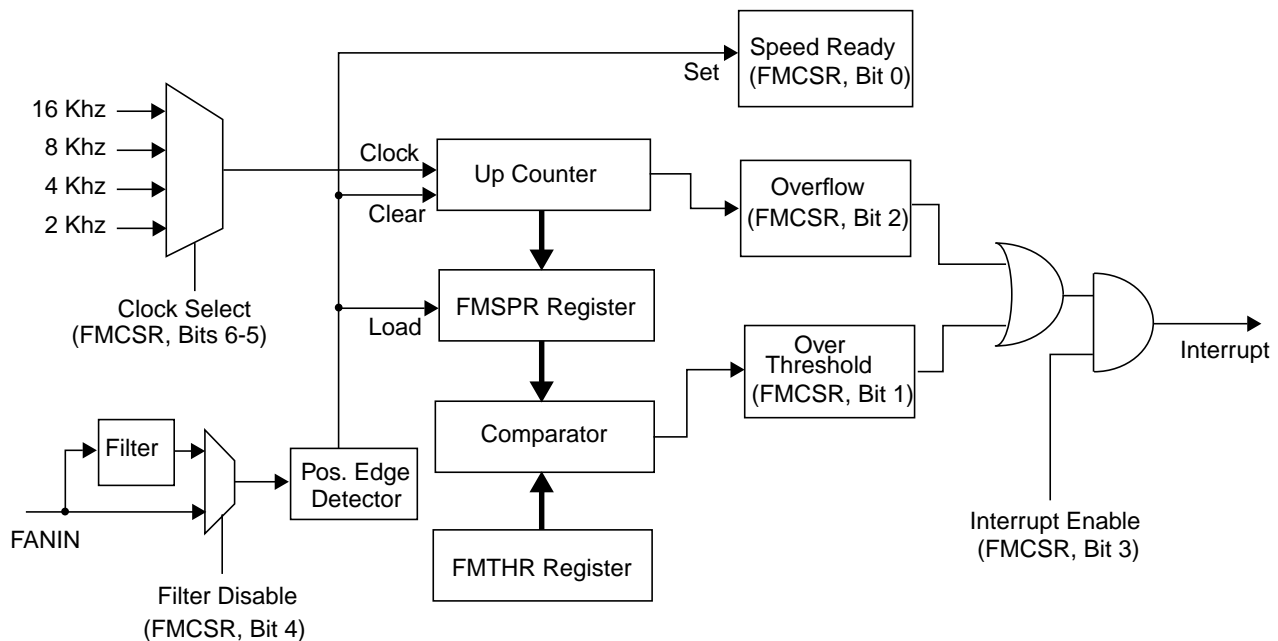 Speed Ready
(FMCSR, Bit 0)
Set
16 Khz
8 Khz
4 Khz
2 Khz
Clock
Clear
Up Counter
Overflow
(FMCSR, Bit 2)
Clock Select
(FMCSR, Bits 6-5)
Load
FMSPR Register
Over
Threshold
(FMCSR, Bit 1)
Interrupt
Filter
Pos. Edge
Detector
Comparator
FANIN
Filter Disable
(FMCSR, Bit 4)
FMTHR Register
Interrupt Enable
(FMCSR, Bit 3)